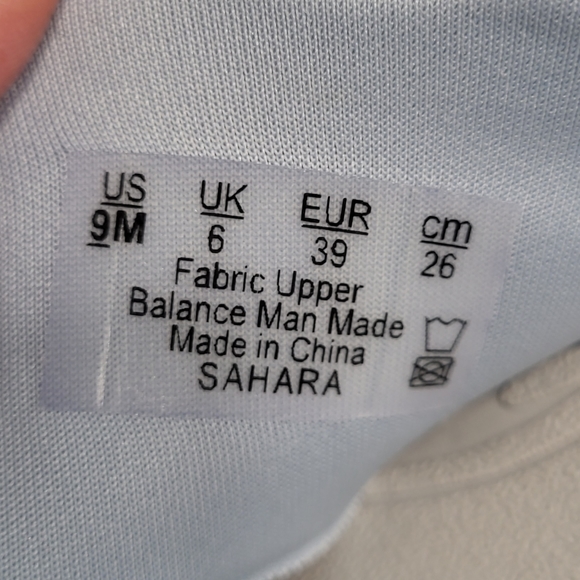 US UK EUR cm
9M 6 39 26
Fabric Upper
Balance Man Made
Made in China
SAHARA